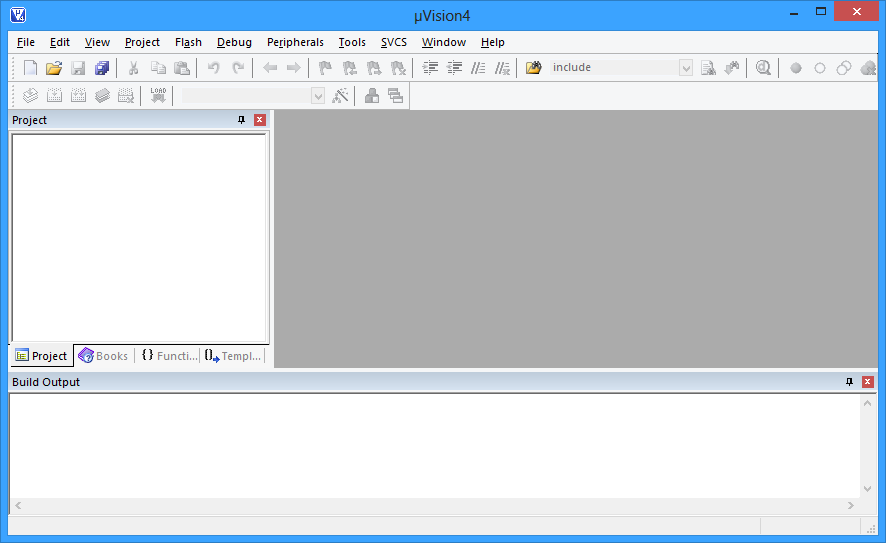 µVision4
File Edit View Project Flash Debug Peripherals Tools SVCS Window Help
include
LOAD
Project
Project Books {} Functi... {} Templ...
Build Output